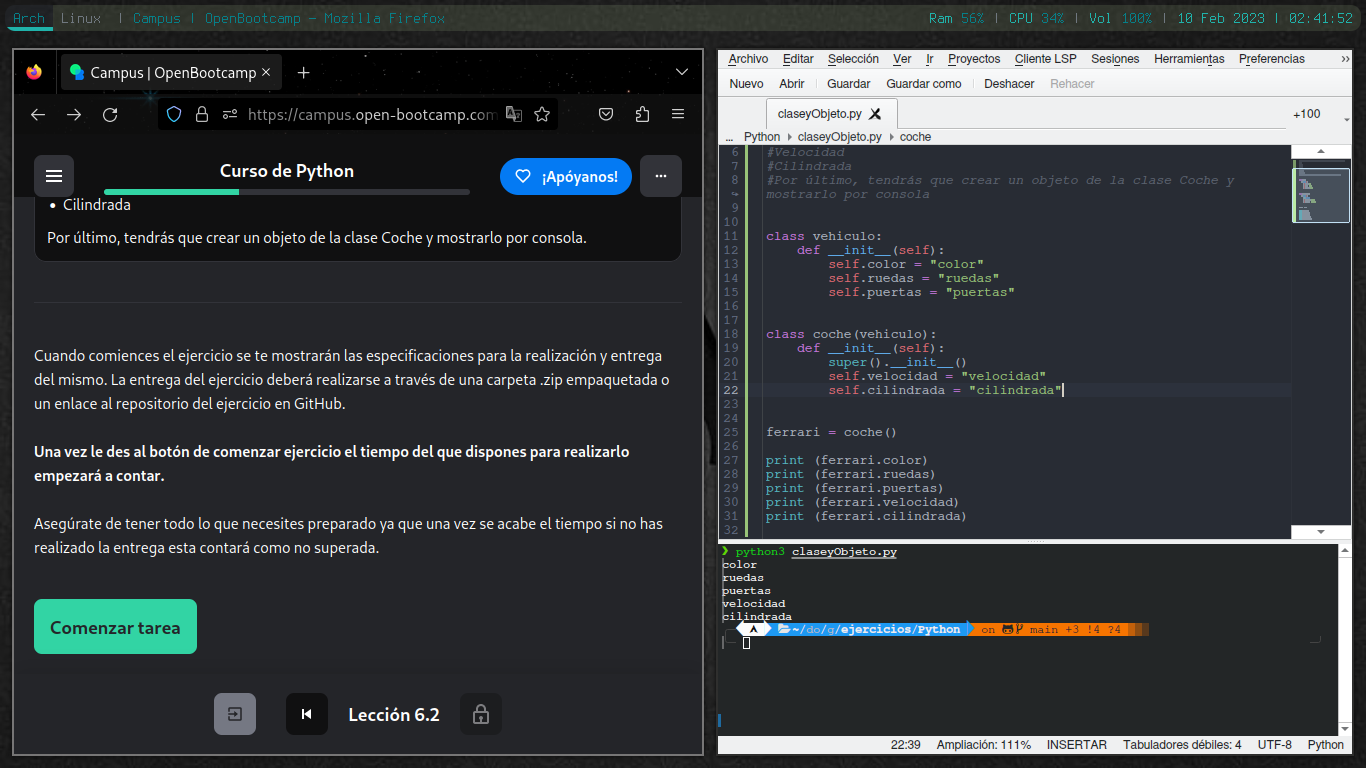 Arch Linux | Campus | OpenBootcamp — Mozilla Firefox
Ram 56% | CPU 34% | Vol 100% | 10 Feb 2023 | 02:41:52
Campus | OpenBootcamp
https://campus.open-bootcamp.com
Curso de Python
¡Apóyanos!
• Cilindrada
Por último, tendrás que crear un objeto de la clase Coche y mostrarlo por consola.
Cuando comiences el ejercicio se te mostrarán las especificaciones para la realización y entrega
del mismo. La entrega del ejercicio deberá realizarse a través de una carpeta .zip empaquetada o
un enlace al repositorio del ejercicio en GitHub.
Una vez le des al botón de comenzar ejercicio el tiempo del que dispones para realizarlo
empezará a contar.
Asegúrate de tener todo lo que necesites preparado ya que una vez se acabe el tiempo si no has
realizado la entrega esta contará como no superada.
Comenzar tarea
Lección 6.2
Archivo Editar Selección Ver Ir Proyectos Cliente LSP Sesiones Herramientas Preferencias »
Nuevo Abrir Guardar Guardar como Deshacer Rehacer
claseyObjeto.py
+100
... Python claseyObjeto.py coche
6 #Velocidad
7 #Cilindrada
8 #Por último, tendrás que crear un objeto de la clase Coche y
mostrarlo por consola
9
10
11 class vehiculo:
12 def __init__(self):
13 self.color = "color"
14 self.ruedas = "ruedas"
15 self.puertas = "puertas"
16
17
18 class coche(vehiculo):
19 def __init__(self):
20 super().__init__()
21 self.velocidad = "velocidad"
22 self.cilindrada = "cilindrada"
23
24
25 ferrari = coche()
26
27 print (ferrari.color)
28 print (ferrari.ruedas)
29 print (ferrari.puertas)
30 print (ferrari.velocidad)
31 print (ferrari.cilindrada)
32
❯ python3 claseyObjeto.py
color
ruedas
puertas
velocidad
cilindrada
~/do/g/ejercicios/Python on main +3 !4 ?4
22:39 Ampliación: 111% INSERTAR Tabuladores débiles: 4 UTF-8 Python